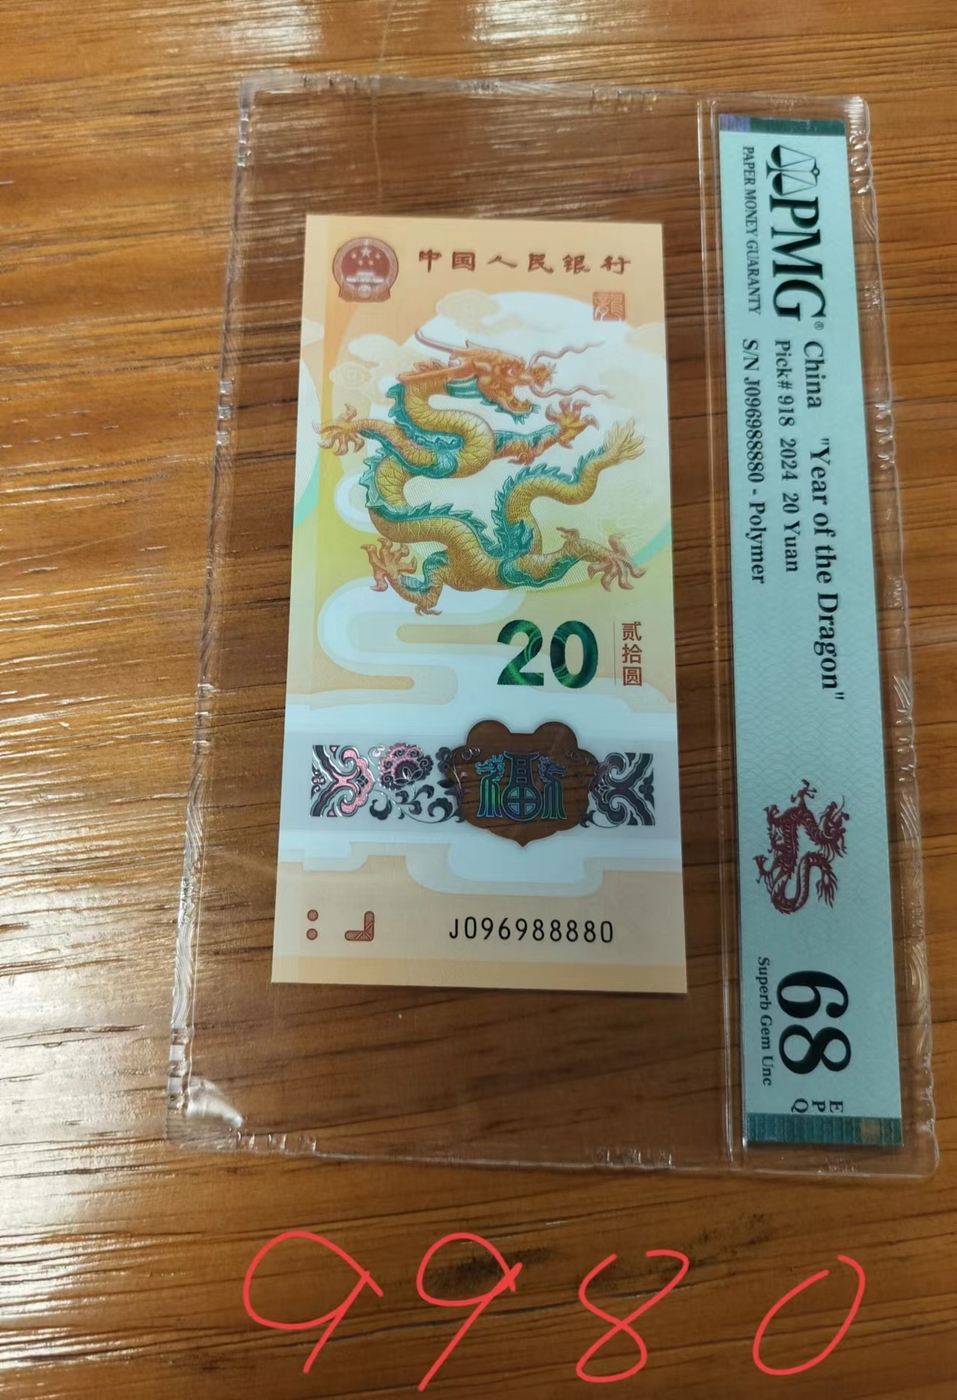 中国人民银行
20
贰拾圆
福
J096988880
PMG®
PAPER MONEY GUARANTY
China "Year of the Dragon"
Pick# 918 2024 20 Yuan
S/N J096988880 - Polymer
68
EPQ
Superb Gem Unc
9980